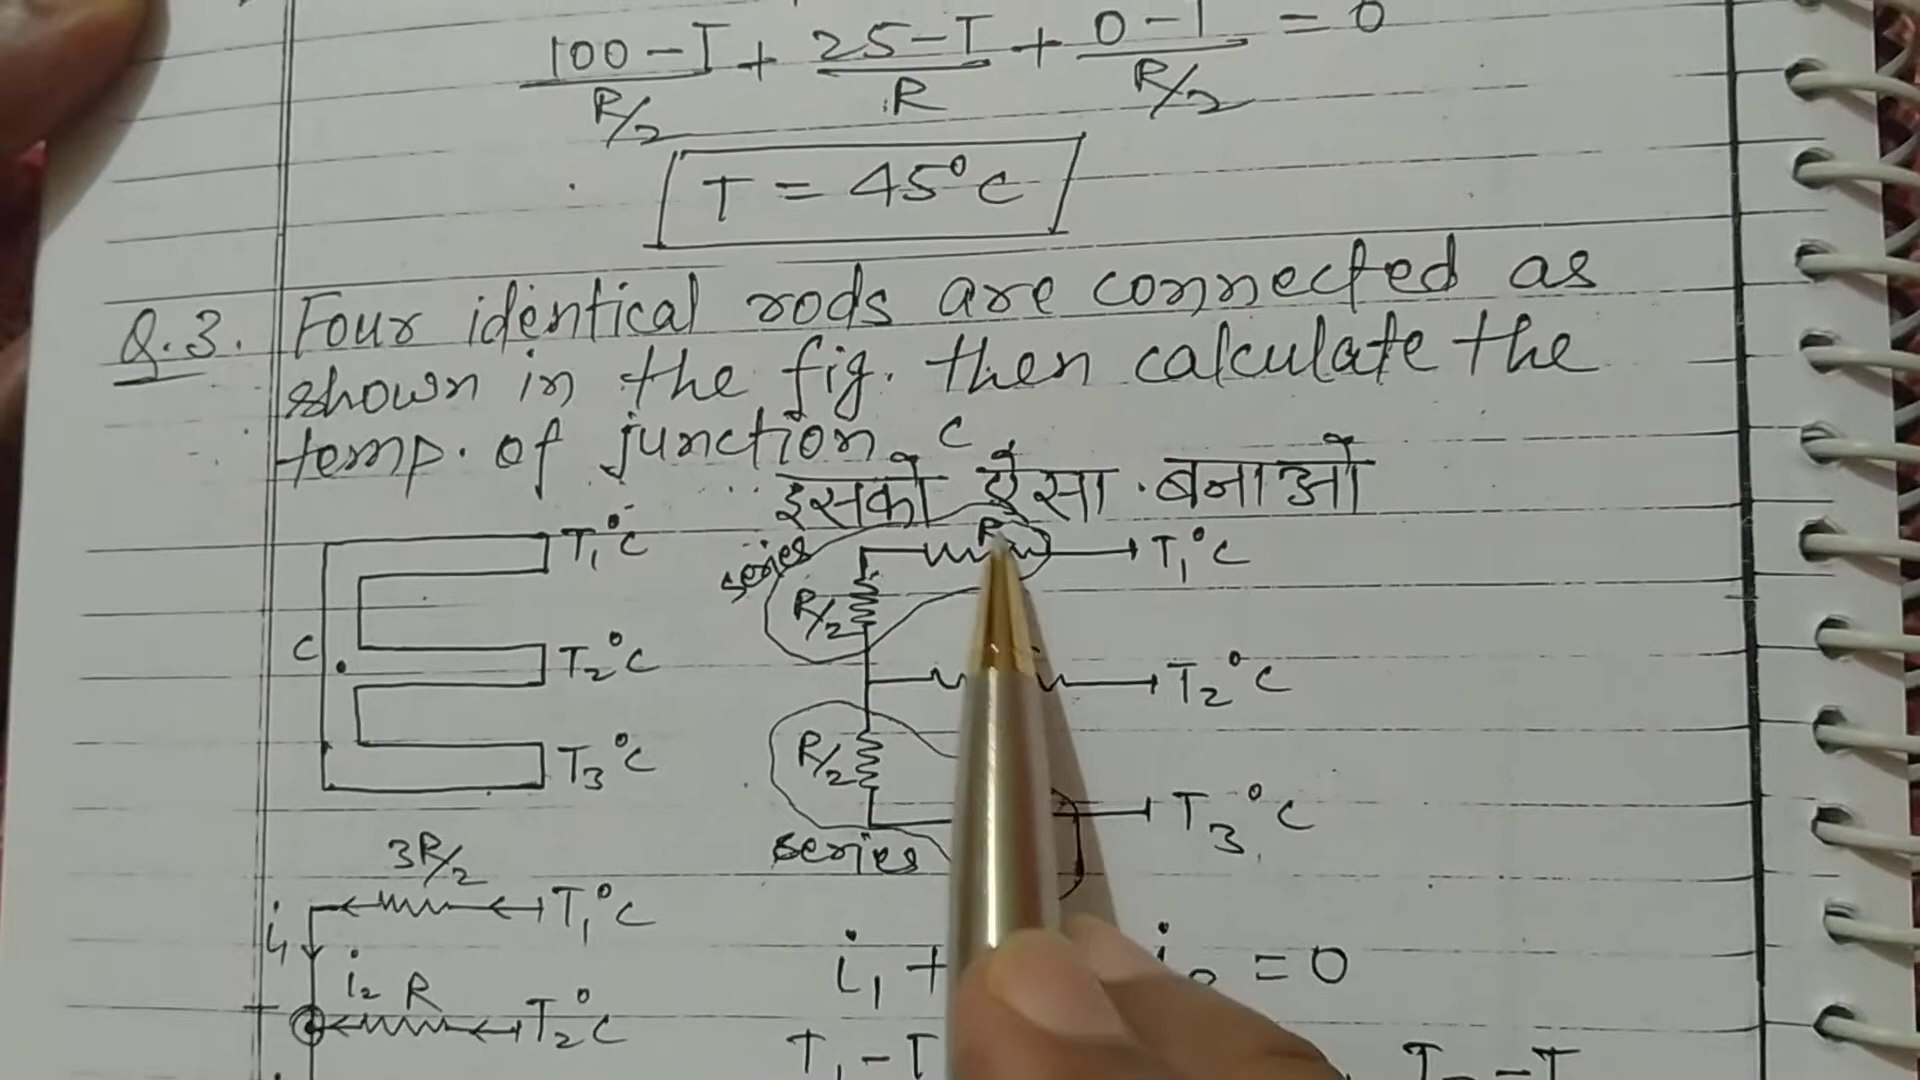 100-T/R/2 + 25-T/R + 0-T/R/2 = 0
T = 45°C
Q.3. Four identical rods are connected as
shown in the fig. then calculate the
temp. of junction C
इसको ऐसा बनाओ
T₁°C
C
T₂°C
T₃°C
series
R
R/2
T₁°C
T₂°C
R/2
T₃°C
series
3R/2
T₁°C
i₁
i₂ R
T₂°C
i₁ +
= 0
T₁-T